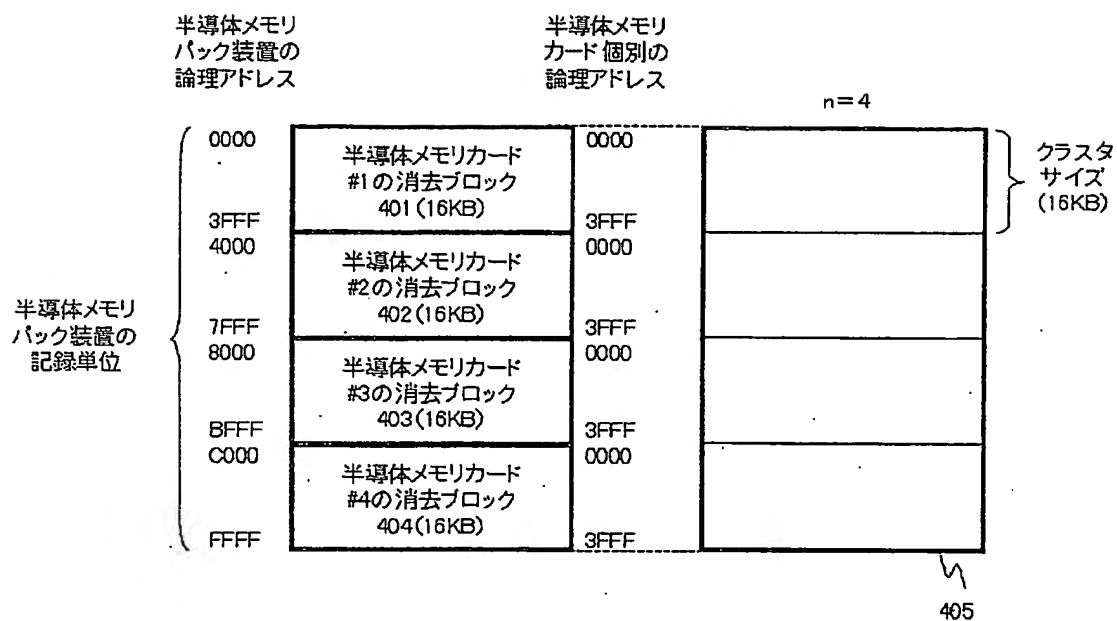 半導体メモリ
パック装置の
論理アドレス
半導体メモリ
カード個別の
論理アドレス
n=4
0000
3FFF
4000
7FFF
8000
BFFF
C000
FFFF
半導体メモリカード
#1の消去ブロック
401(16KB)
半導体メモリカード
#2の消去ブロック
402(16KB)
半導体メモリカード
#3の消去ブロック
403(16KB)
半導体メモリカード
#4の消去ブロック
404(16KB)
0000
3FFF
0000
3FFF
0000
3FFF
0000
3FFF
クラスタ
サイズ
(16KB)
半導体メモリ
パック装置の
記録単位
405